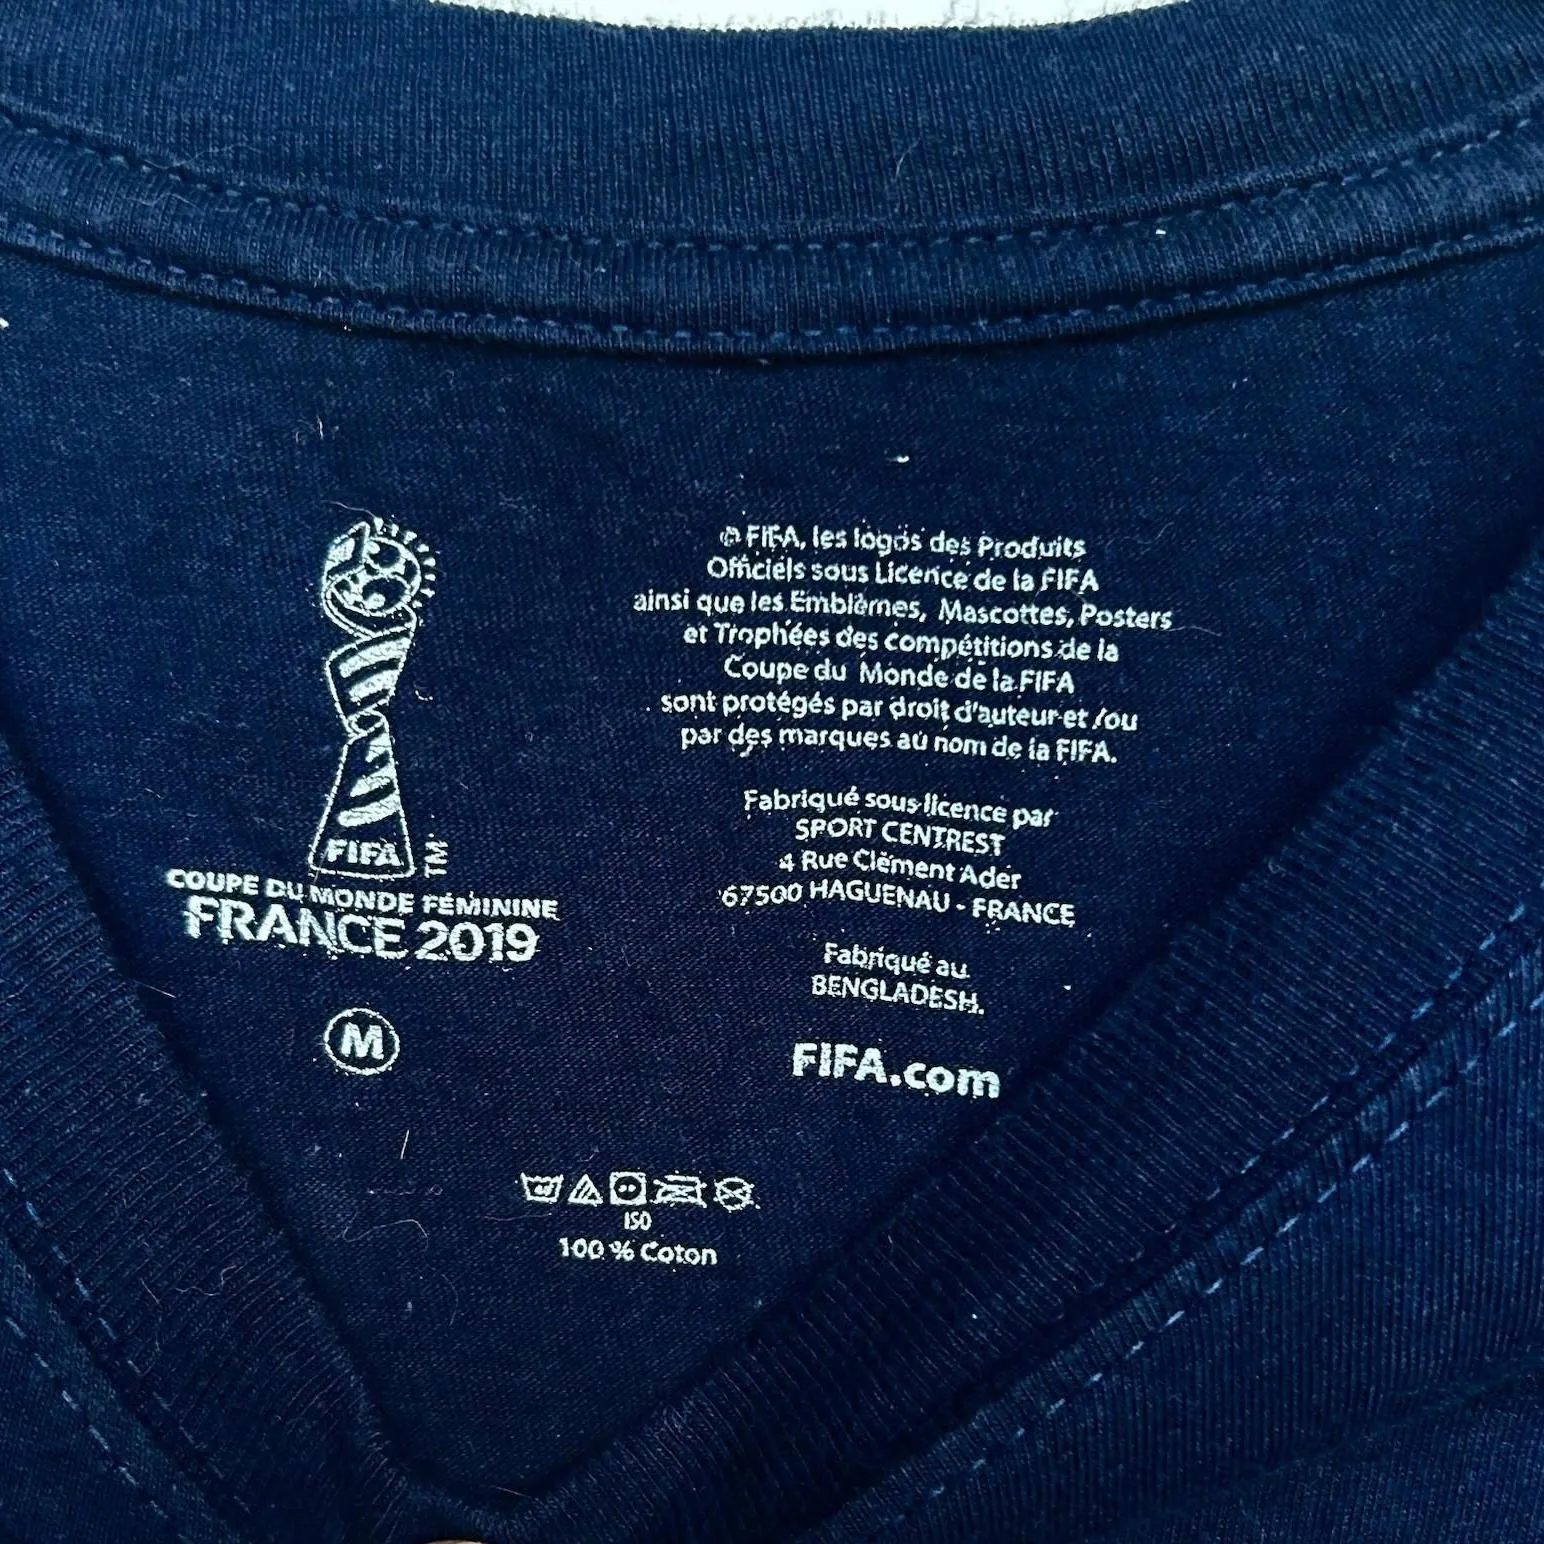 FIFA
TM
COUPE DU MONDE FÉMININE
FRANCE 2019
M
© FIFA, les logos des Produits
Officiels sous Licence de la FIFA
ainsi que les Emblèmes, Mascottes, Posters
et Trophées des compétitions de la
Coupe du Monde de la FIFA
sont protégés par droit d'auteur et /ou
par des marques au nom de la FIFA.
Fabriqué sous licence par
SPORT CENTREST
4 Rue Clément Ader
67500 HAGUENAU - FRANCE
Fabriqué au
BENGLADESH.
FIFA.com
ISO
100 % Coton